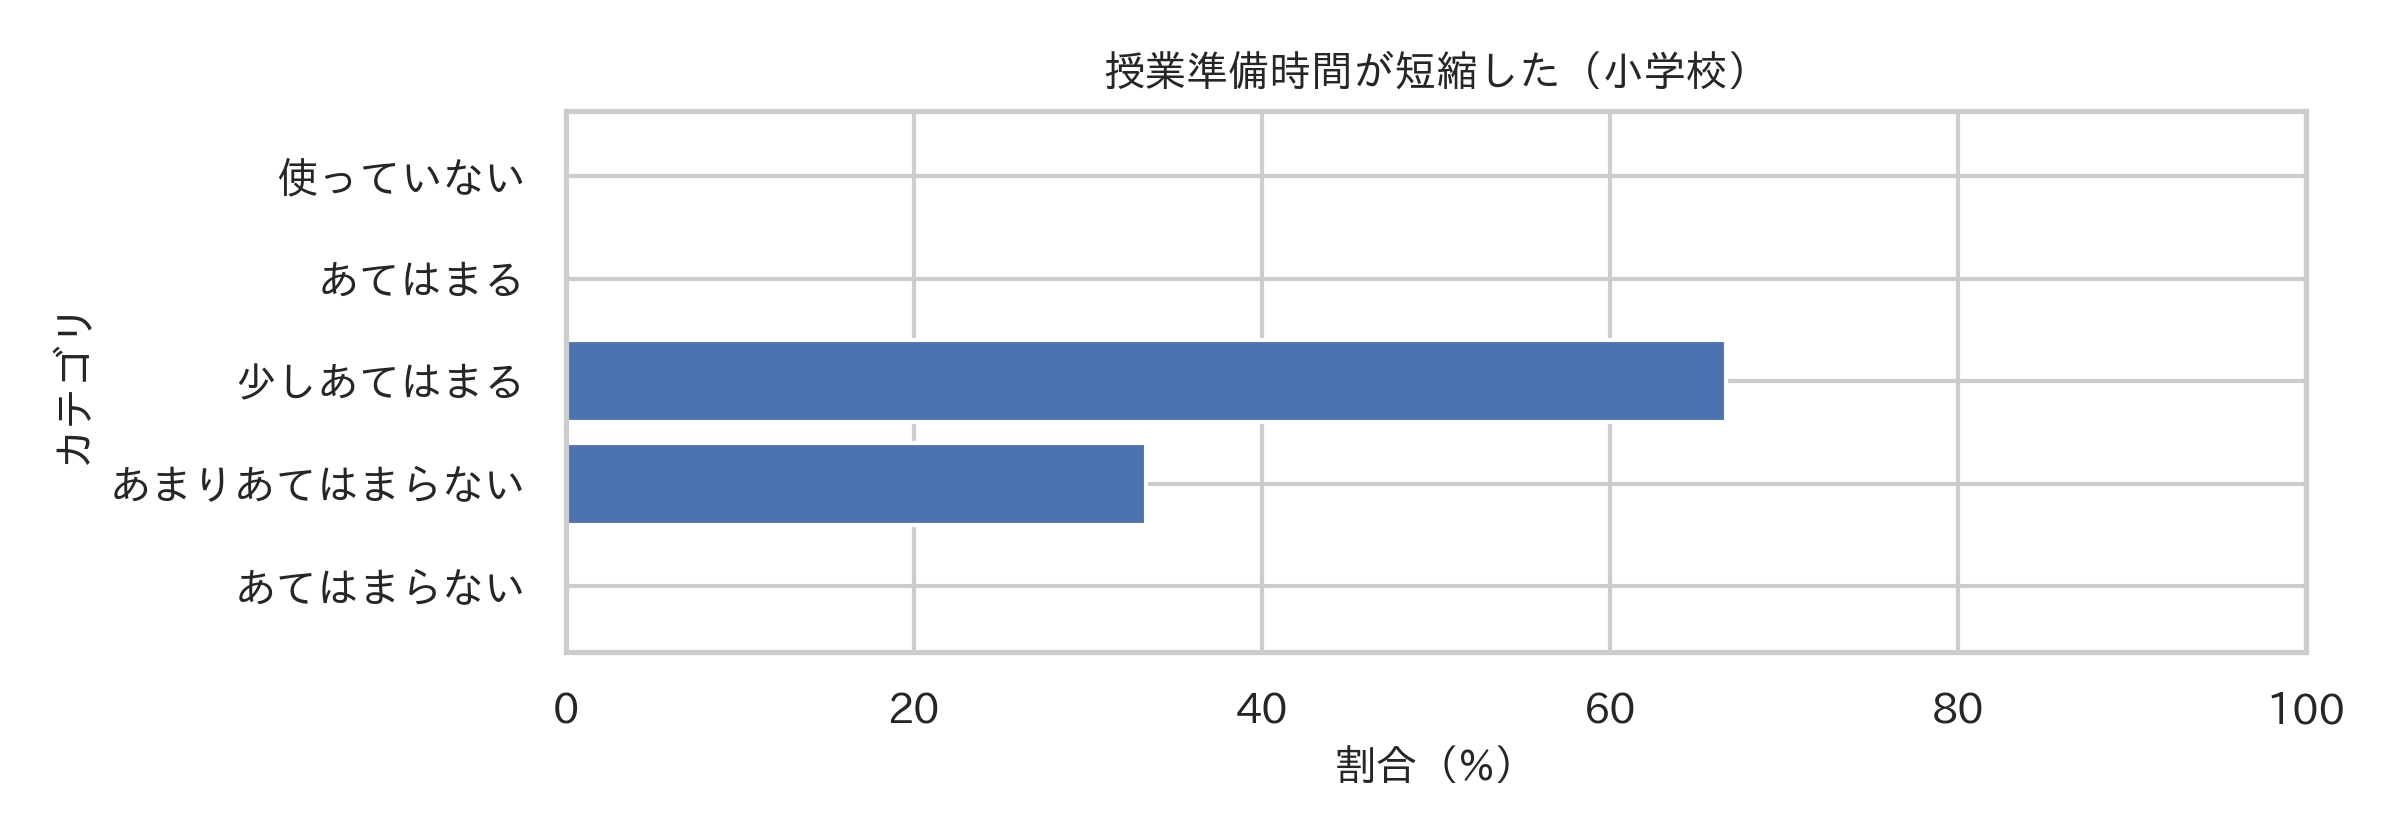 授業準備時間が短縮した（小学校）
カテゴリ
使っていない
あてはまる
少しあてはまる
あまりあてはまらない
あてはまらない
0 20 40 60 80 100
割合（%）